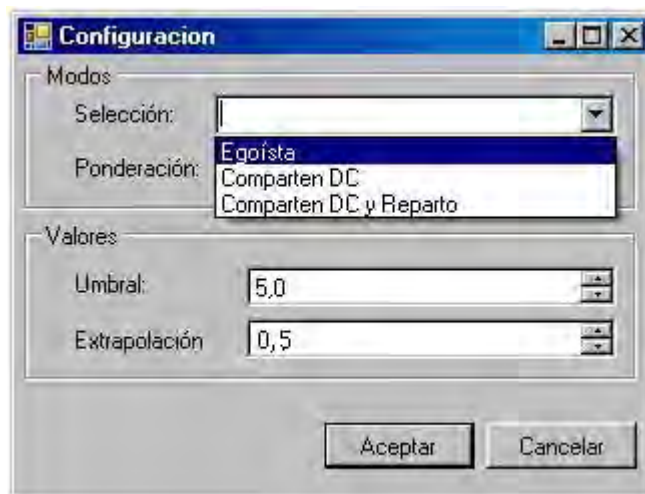 Configuracion
Modos
Selección:
Egoísta
Ponderación:
Comparten DC
Comparten DC y Reparto
Valores
Umbral:
5,0
Extrapolación
0,5
Aceptar
Cancelar